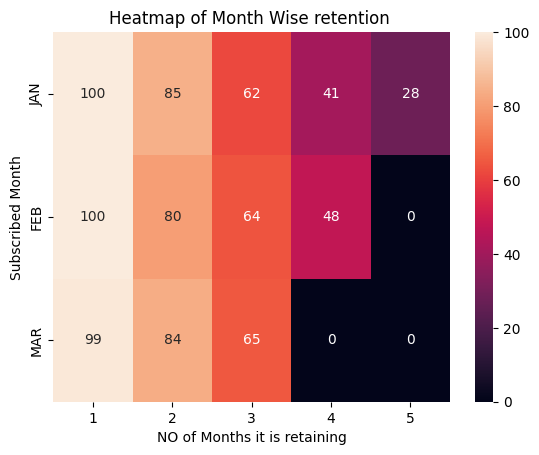 Heatmap of Month Wise retention
Subscribed Month
JAN
100 85 62 41 28
FEB
100 80 64 48 0
MAR
99 84 65 0 0
1 2 3 4 5
NO of Months it is retaining
100
80
60
40
20
0